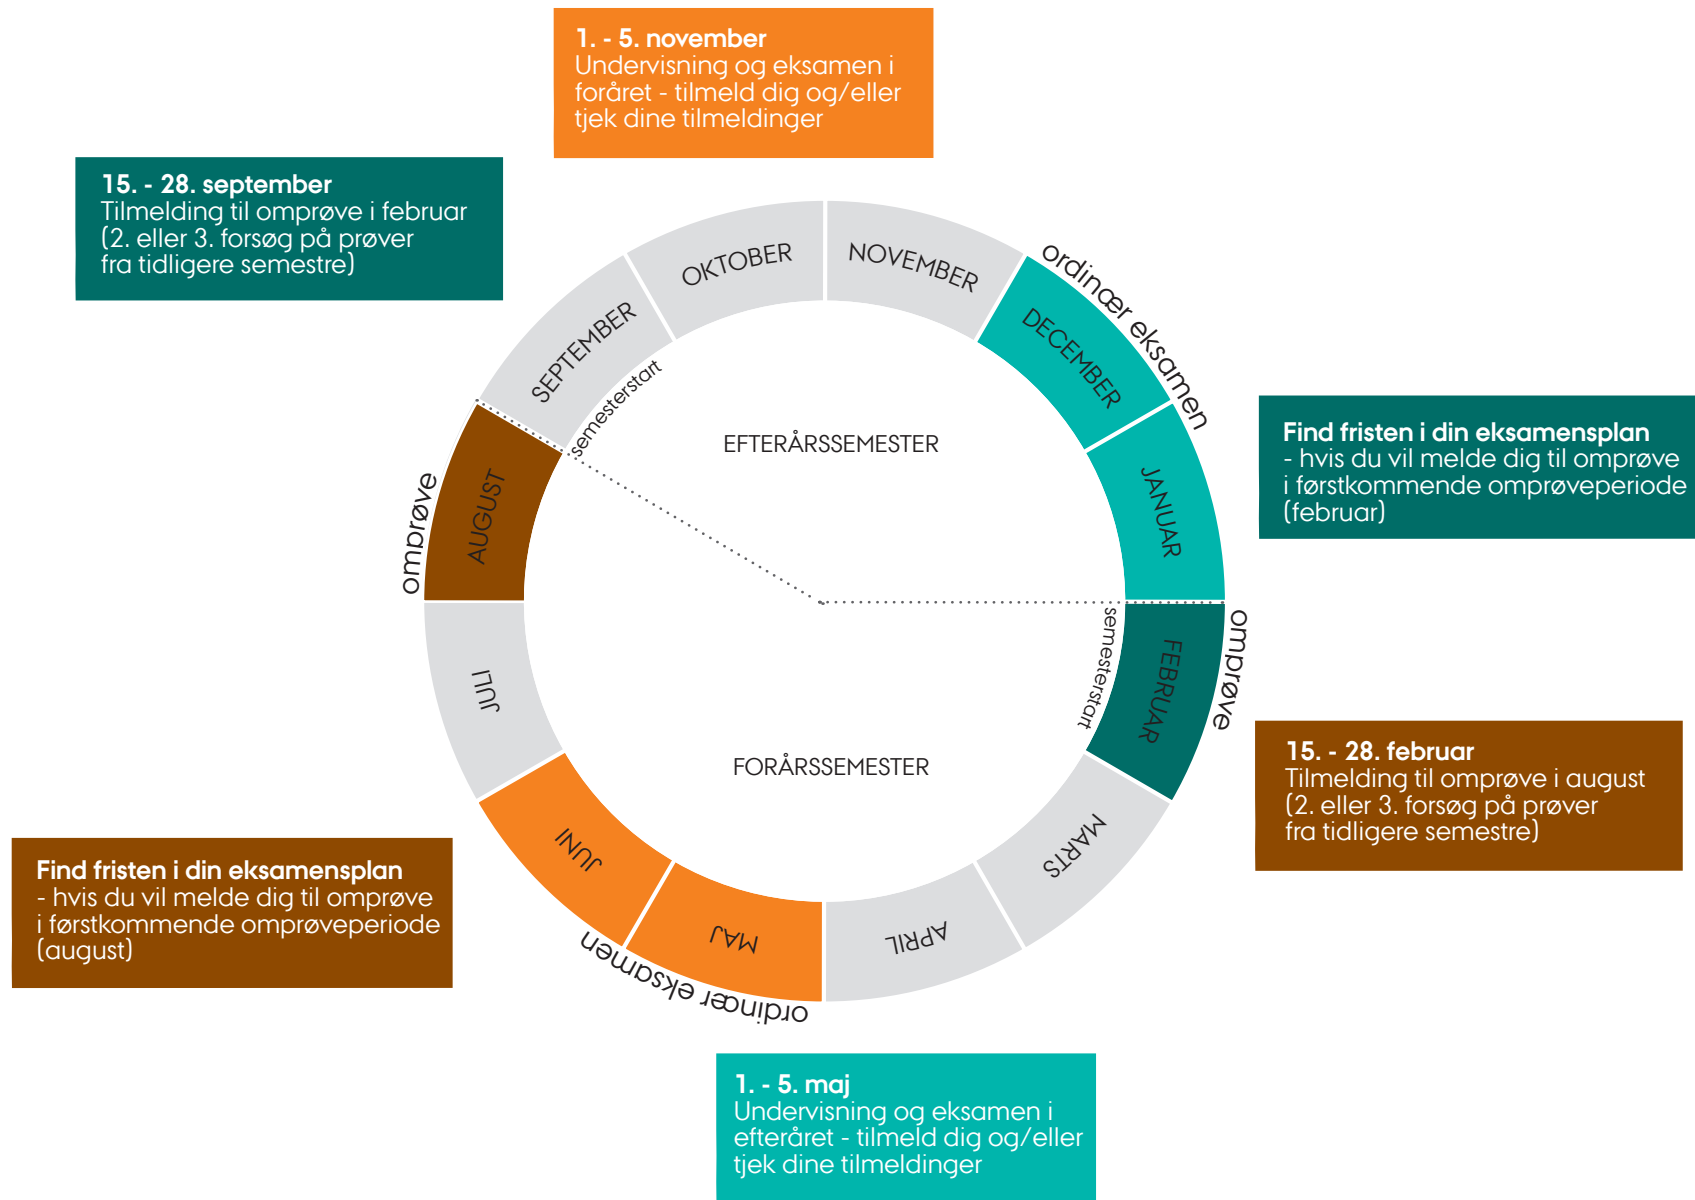 1. - 5. november
Undervisning og eksamen i
foråret - tilmeld dig og/eller
tjek dine tilmeldinger
15. - 28. september
Tilmelding til omprøve i februar
(2. eller 3. forsøg på prøver
fra tidligere semestre)
OKTOBER
NOVEMBER
ordinær eksamen
SEPTEMBER
DECEMBER
semesterstart
EFTERÅRSSEMESTER
Find fristen i din eksamensplan
- hvis du vil melde dig til omprøve
i førstkommende omprøveperiode
(februar)
omprøve
AUGUST
JANUAR
semesterstart
FEBRUAR
omprøve
JULI
FORÅRSSEMESTER
15. - 28. februar
Tilmelding til omprøve i august
(2. eller 3. forsøg på prøver
fra tidligere semestre)
JUNI
MARTS
Find fristen i din eksamensplan
- hvis du vil melde dig til omprøve
i førstkommende omprøveperiode
(august)
MAJ
APRIL
ordinær eksamen
1. - 5. maj
Undervisning og eksamen i
efteråret - tilmeld dig og/eller
tjek dine tilmeldinger